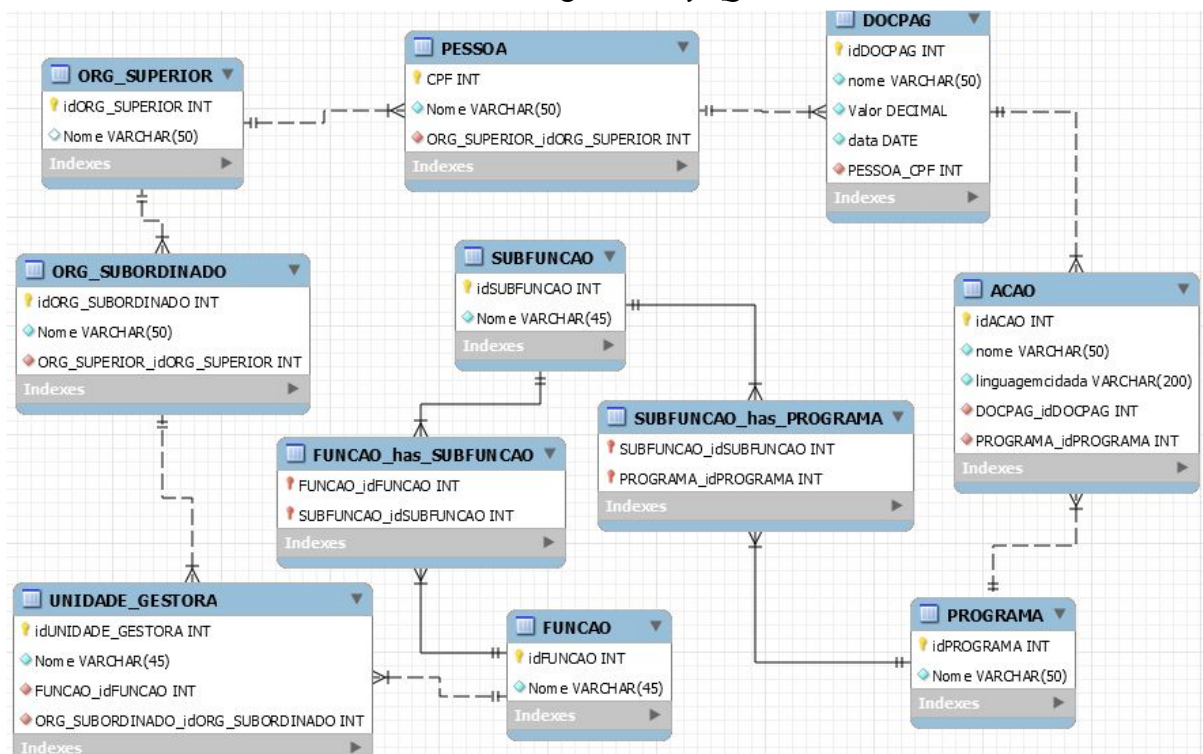 DOCPAG
idDOCPAG INT
nome VARCHAR(50)
Valor DECIMAL
data DATE
PESSOA_CPF INT
Indexes
PESSOA
CPF INT
Nome VARCHAR(50)
ORG_SUPERIOR_idORG_SUPERIOR INT
Indexes
ORG_SUPERIOR
idORG_SUPERIOR INT
Nome VARCHAR(50)
Indexes
ORG_SUBORDINADO
idORG_SUBORDINADO INT
Nome VARCHAR(50)
ORG_SUPERIOR_idORG_SUPERIOR INT
Indexes
SUBFUNCAO
idSUBFUNCAO INT
Nome VARCHAR(45)
Indexes
ACAO
idACAO INT
nome VARCHAR(50)
linguagemcidada VARCHAR(200)
DOCPAG_idDOCPAG INT
PROGRAMA_idPROGRAMA INT
Indexes
SUBFUNCAO_has_PROGRAMA
SUBFUNCAO_idSUBFUNCAO INT
PROGRAMA_idPROGRAMA INT
Indexes
FUNCAO_has_SUBFUNCAO
FUNCAO_idFUNCAO INT
SUBFUNCAO_idSUBFUNCAO INT
Indexes
UNIDADE_GESTORA
idUNIDADE_GESTORA INT
Nome VARCHAR(45)
FUNCAO_idFUNCAO INT
ORG_SUBORDINADO_idORG_SUBORDINADO INT
Indexes
FUNCAO
idFUNCAO INT
Nome VARCHAR(45)
Indexes
PROGRAMA
idPROGRAMA INT
Nome VARCHAR(50)
Indexes